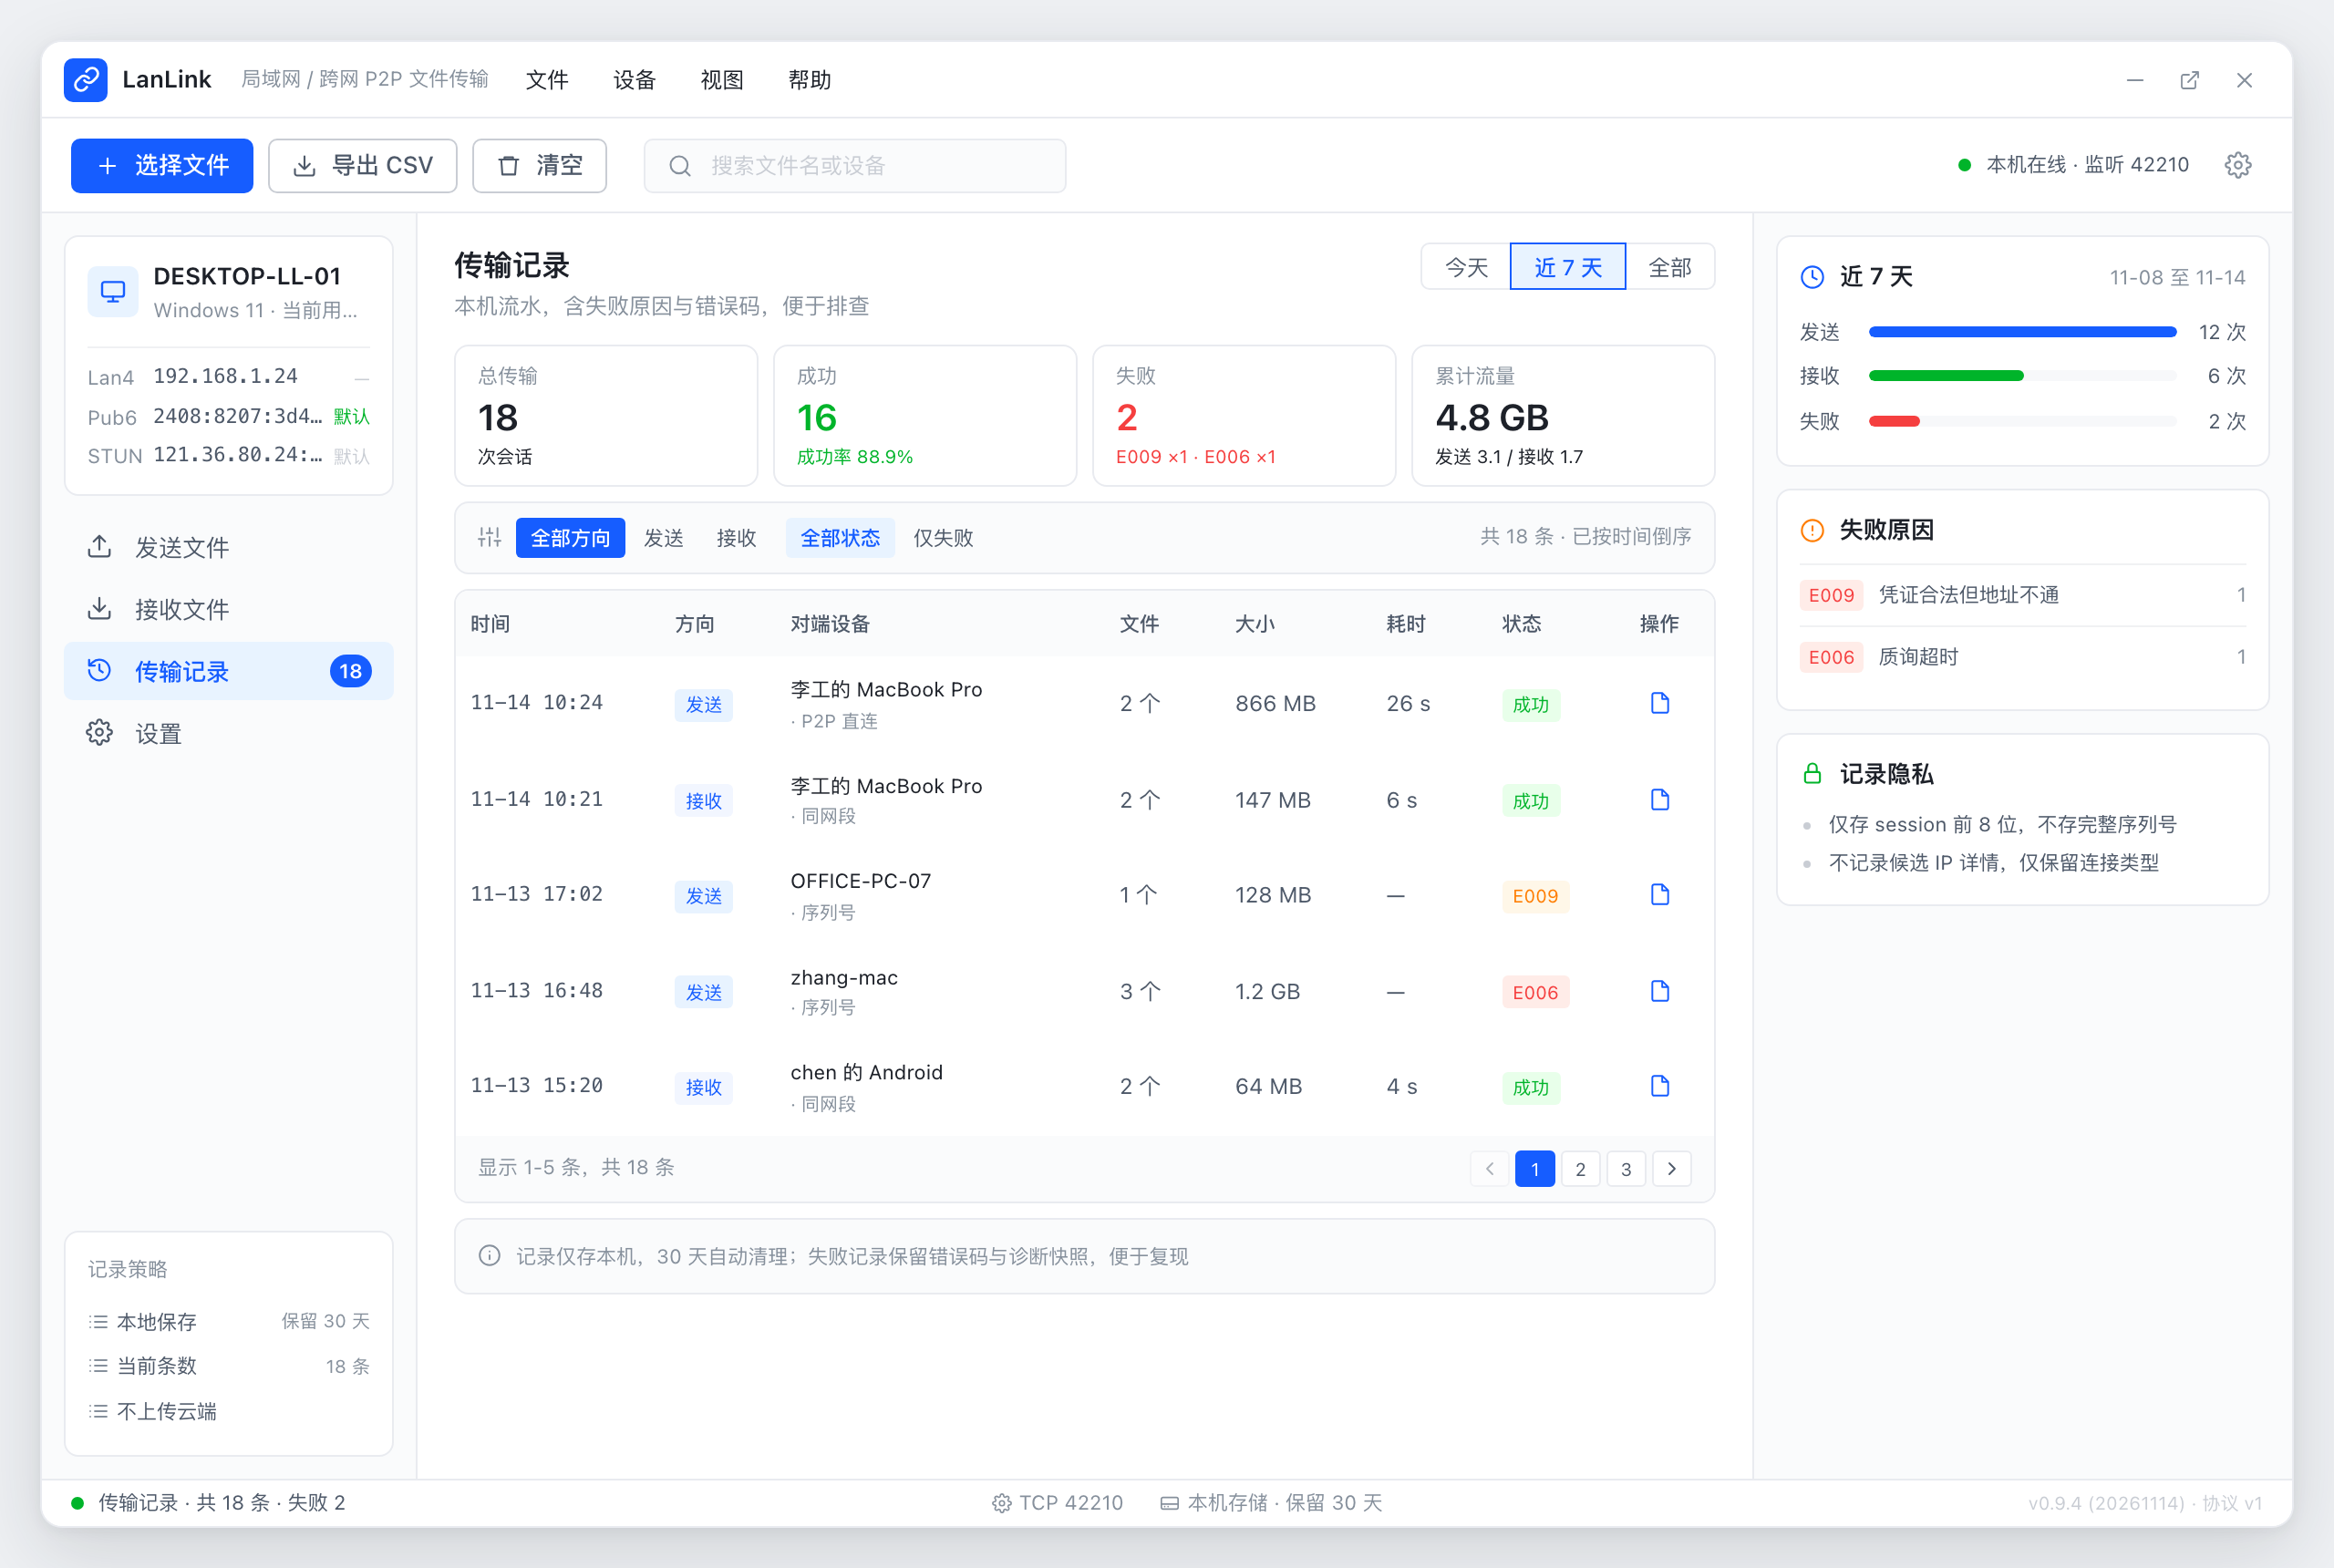 LanLink 局域网 / 跨网 P2P 文件传输 文件 设备 视图 帮助
选择文件 导出 CSV 清空 搜索文件名或设备 本机在线 · 监听 42210
DESKTOP-LL-01
Windows 11 · 当前用...
Lan4 192.168.1.24 —
Pub6 2408:8207:3d4… 默认
STUN 121.36.80.24:… 默认
发送文件
接收文件
传输记录 18
设置
记录策略
本地保存 保留 30 天
当前条数 18 条
不上传云端
传输记录
本机流水，含失败原因与错误码，便于排查
今天 近 7 天 全部
总传输
18
次会话
成功
16
成功率 88.9%
失败
2
E009 ×1 · E006 ×1
累计流量
4.8 GB
发送 3.1 / 接收 1.7
全部方向 发送 接收 全部状态 仅失败 共 18 条 · 已按时间倒序
时间 方向 对端设备 文件 大小 耗时 状态 操作
11-14 10:24 发送 李工的 MacBook Pro 2 个 866 MB 26 s 成功
· P2P 直连
11-14 10:21 接收 李工的 MacBook Pro 2 个 147 MB 6 s 成功
· 同网段
11-13 17:02 发送 OFFICE-PC-07 1 个 128 MB — E009
· 序列号
11-13 16:48 发送 zhang-mac 3 个 1.2 GB — E006
· 序列号
11-13 15:20 接收 chen 的 Android 2 个 64 MB 4 s 成功
· 同网段
显示 1-5 条，共 18 条 1 2 3
记录仅存本机，30 天自动清理；失败记录保留错误码与诊断快照，便于复现
近 7 天 11-08 至 11-14
发送 12 次
接收 6 次
失败 2 次
失败原因
E009 凭证合法但地址不通 1
E006 质询超时 1
记录隐私
仅存 session 前 8 位，不存完整序列号
不记录候选 IP 详情，仅保留连接类型
传输记录 · 共 18 条 · 失败 2 TCP 42210 本机存储 · 保留 30 天 v0.9.4 (20261114) · 协议 v1